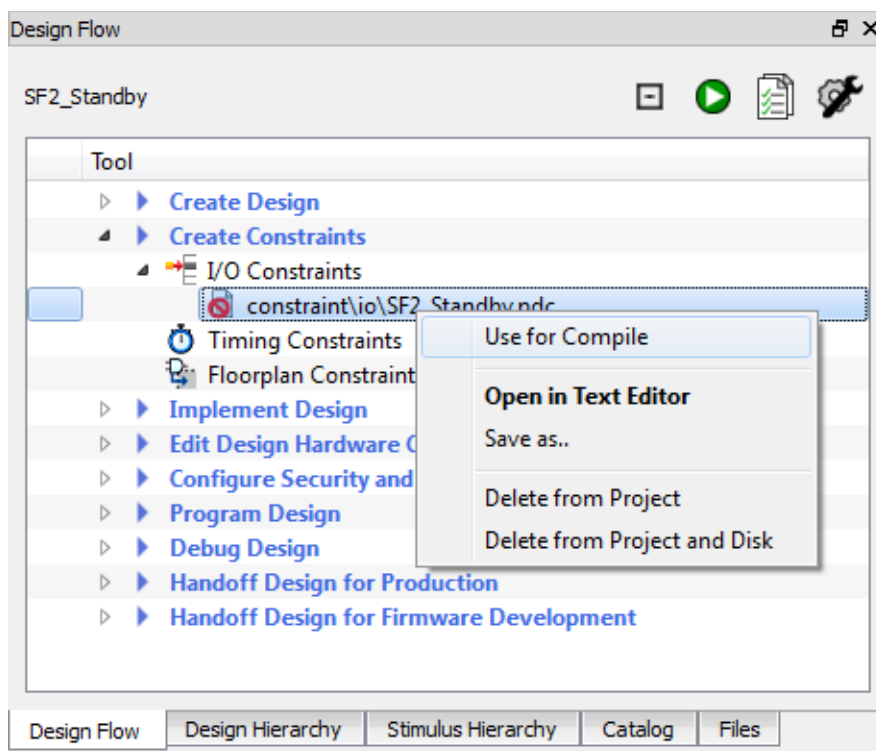 Design Flow
SF2_Standby
Tool
Create Design
Create Constraints
I/O Constraints
constraint\io\SF2_Standby.pdc
Timing Constraints
Floorplan Constraint
Implement Design
Edit Design Hardware C
Configure Security and
Program Design
Debug Design
Handoff Design for Production
Handoff Design for Firmware Development
Use for Compile
Open in Text Editor
Save as..
Delete from Project
Delete from Project and Disk
Design Flow Design Hierarchy Stimulus Hierarchy Catalog Files